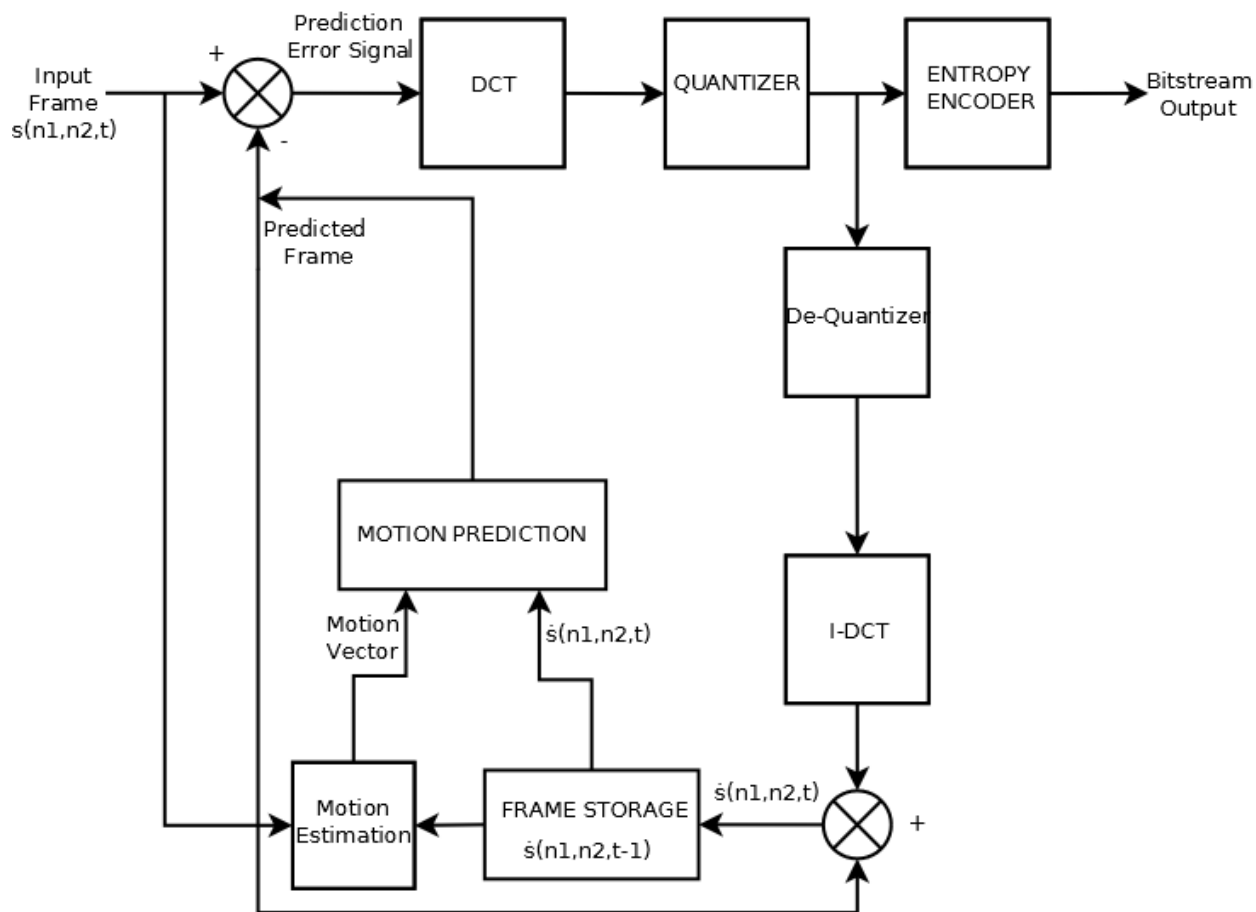 Prediction
Error Signal
+
Input
Frame
s(n1,n2,t)
-
DCT
QUANTIZER
ENTROPY
ENCODER
Bitstream
Output
Predicted
Frame
De-Quantizer
MOTION PREDICTION
Motion
Vector
ṡ(n1,n2,t)
I-DCT
Motion
Estimation
FRAME STORAGE
ṡ(n1,n2,t-1)
ṡ(n1,n2,t)
+